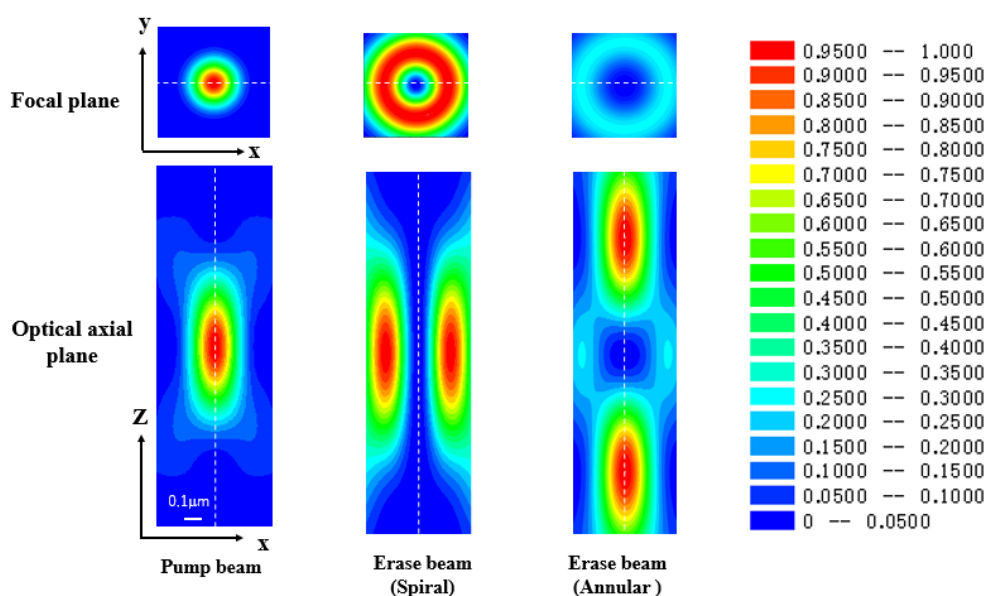 y
Focal plane
x
Optical axial
plane
Z
0.1μm
x
Pump beam
Erase beam
(Spiral)
Erase beam
(Annular )
0.9500 -- 1.000
0.9000 -- 0.9500
0.8500 -- 0.9000
0.8000 -- 0.8500
0.7500 -- 0.8000
0.7000 -- 0.7500
0.6500 -- 0.7000
0.6000 -- 0.6500
0.5500 -- 0.6000
0.5000 -- 0.5500
0.4500 -- 0.5000
0.4000 -- 0.4500
0.3500 -- 0.4000
0.3000 -- 0.3500
0.2500 -- 0.3000
0.2000 -- 0.2500
0.1500 -- 0.2000
0.1000 -- 0.1500
0.0500 -- 0.1000
0 -- 0.0500